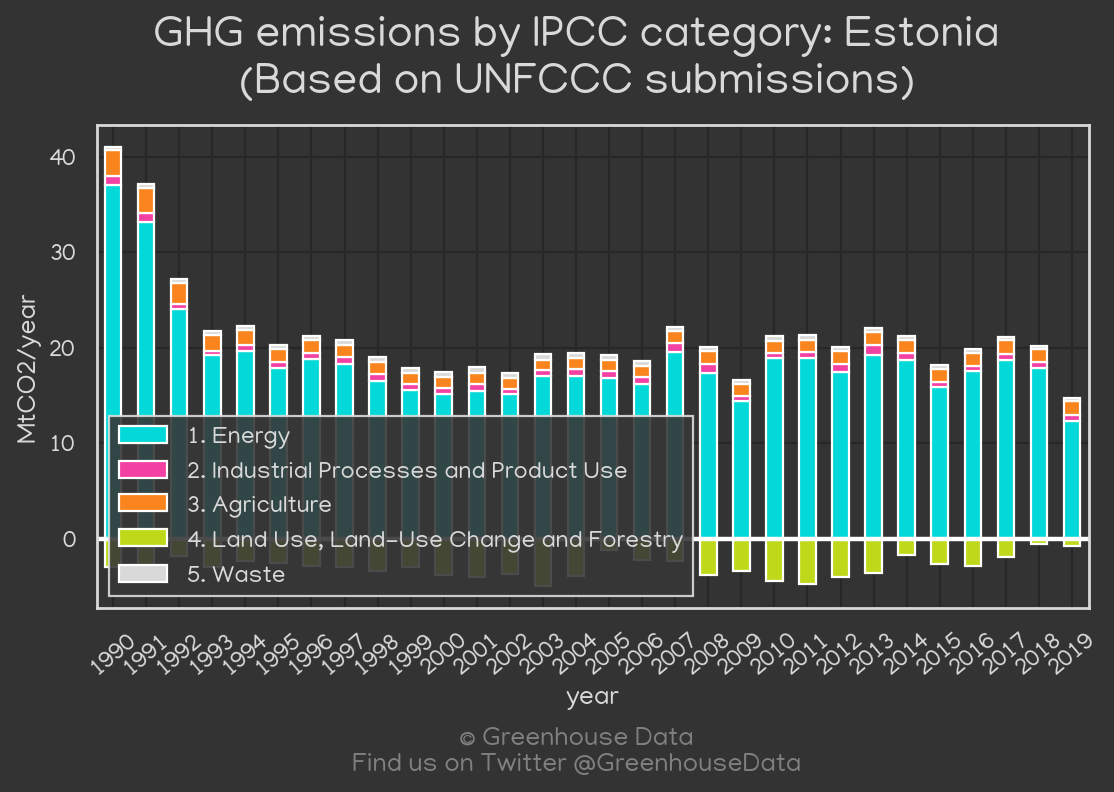 GHG emissions by IPCC category: Estonia
(Based on UNFCCC submissions)
MtCO2/year
40
30
20
10
0
1. Energy
2. Industrial Processes and Product Use
3. Agriculture
4. Land Use, Land-Use Change and Forestry
5. Waste
1990 1991 1992 1993 1994 1995 1996 1997 1998 1999 2000 2001 2002 2003 2004 2005 2006 2007 2008 2009 2010 2011 2012 2013 2014 2015 2016 2017 2018 2019
year
© Greenhouse Data
Find us on Twitter @GreenhouseData